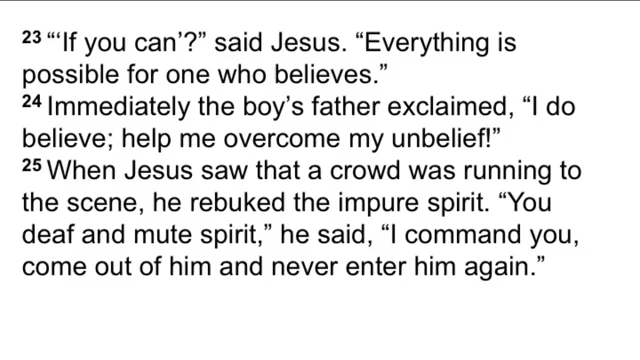 23 “‘If you can’?” said Jesus. “Everything is
possible for one who believes.”
24 Immediately the boy’s father exclaimed, “I do
believe; help me overcome my unbelief!”
25 When Jesus saw that a crowd was running to
the scene, he rebuked the impure spirit. “You
deaf and mute spirit,” he said, “I command you,
come out of him and never enter him again.”